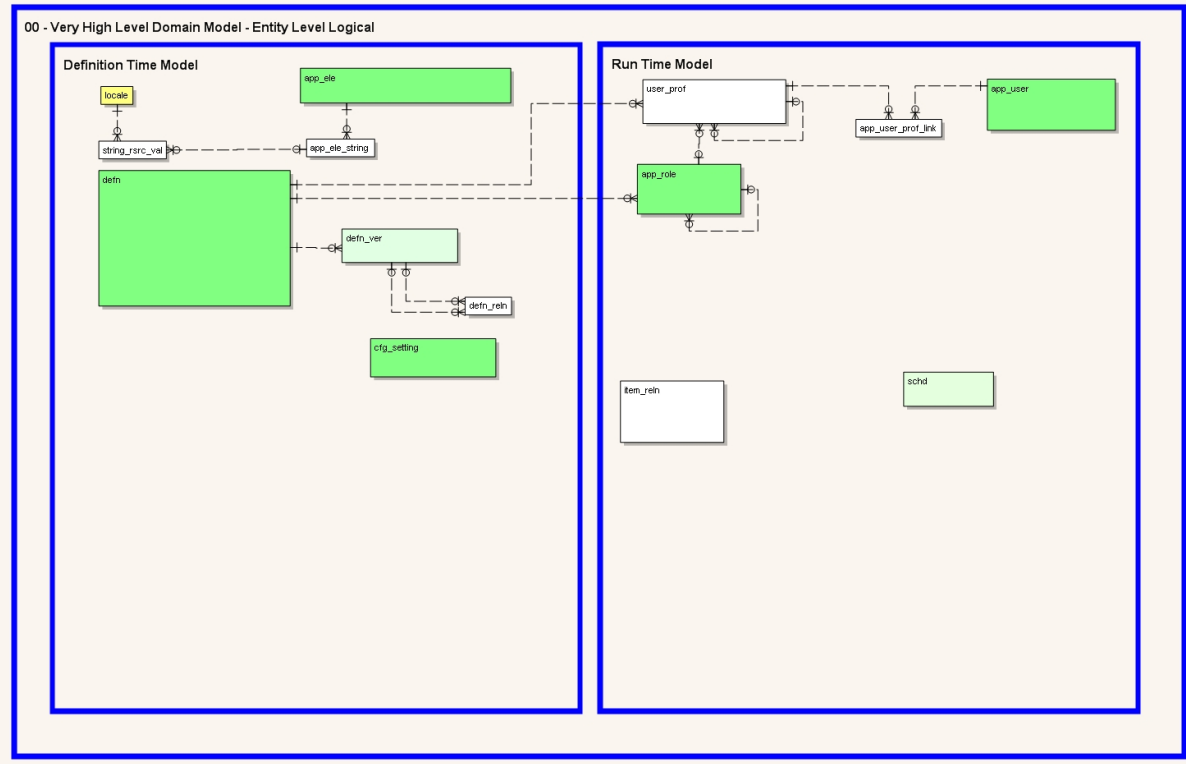 00 - Very High Level Domain Model - Entity Level Logical
Definition Time Model
app_ele
locale
string_rsrc_val
app_ele_string
defn
defn_ver
defn_reln
cfg_setting
Run Time Model
user_prof
app_user
app_user_prof_link
app_role
item_reln
schd